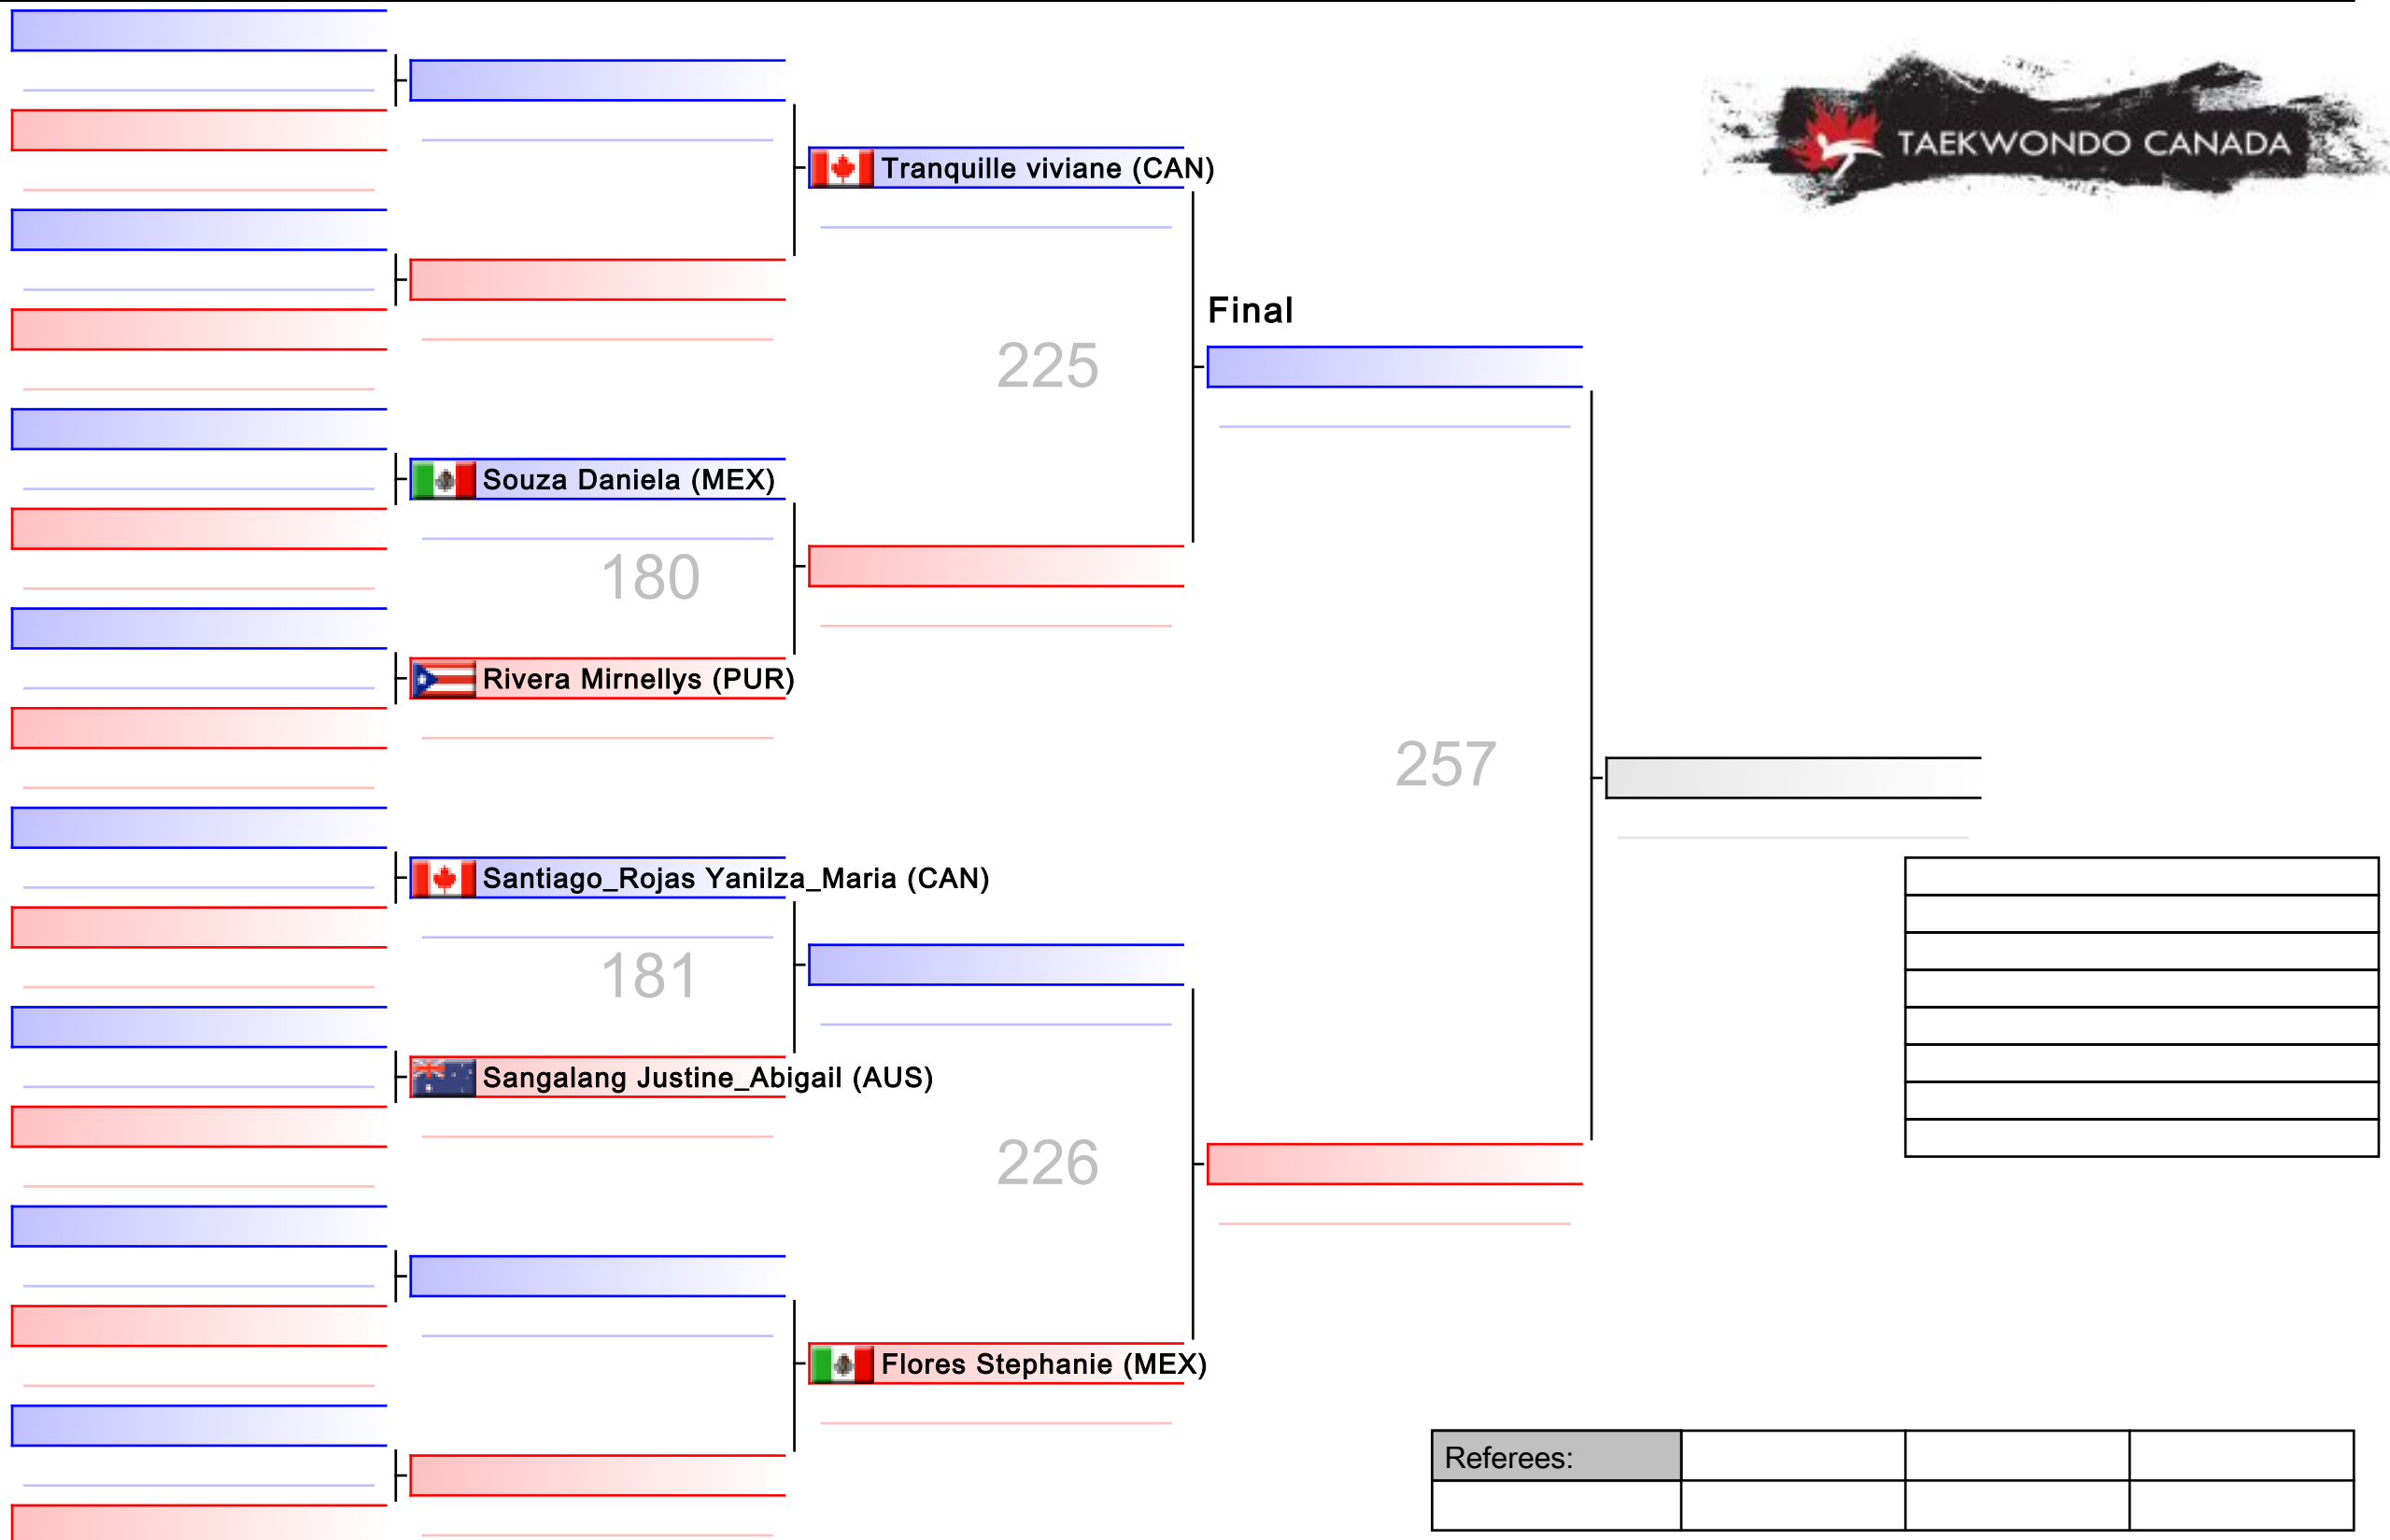 TAEKWONDO CANADA
Tranquille viviane (CAN)
Final
225
Souza Daniela (MEX)
180
Rivera Mirnellys (PUR)
257
Santiago_Rojas Yanilza_Maria (CAN)
181
Sangalang Justine_Abigail (AUS)
226
Flores Stephanie (MEX)
Referees: